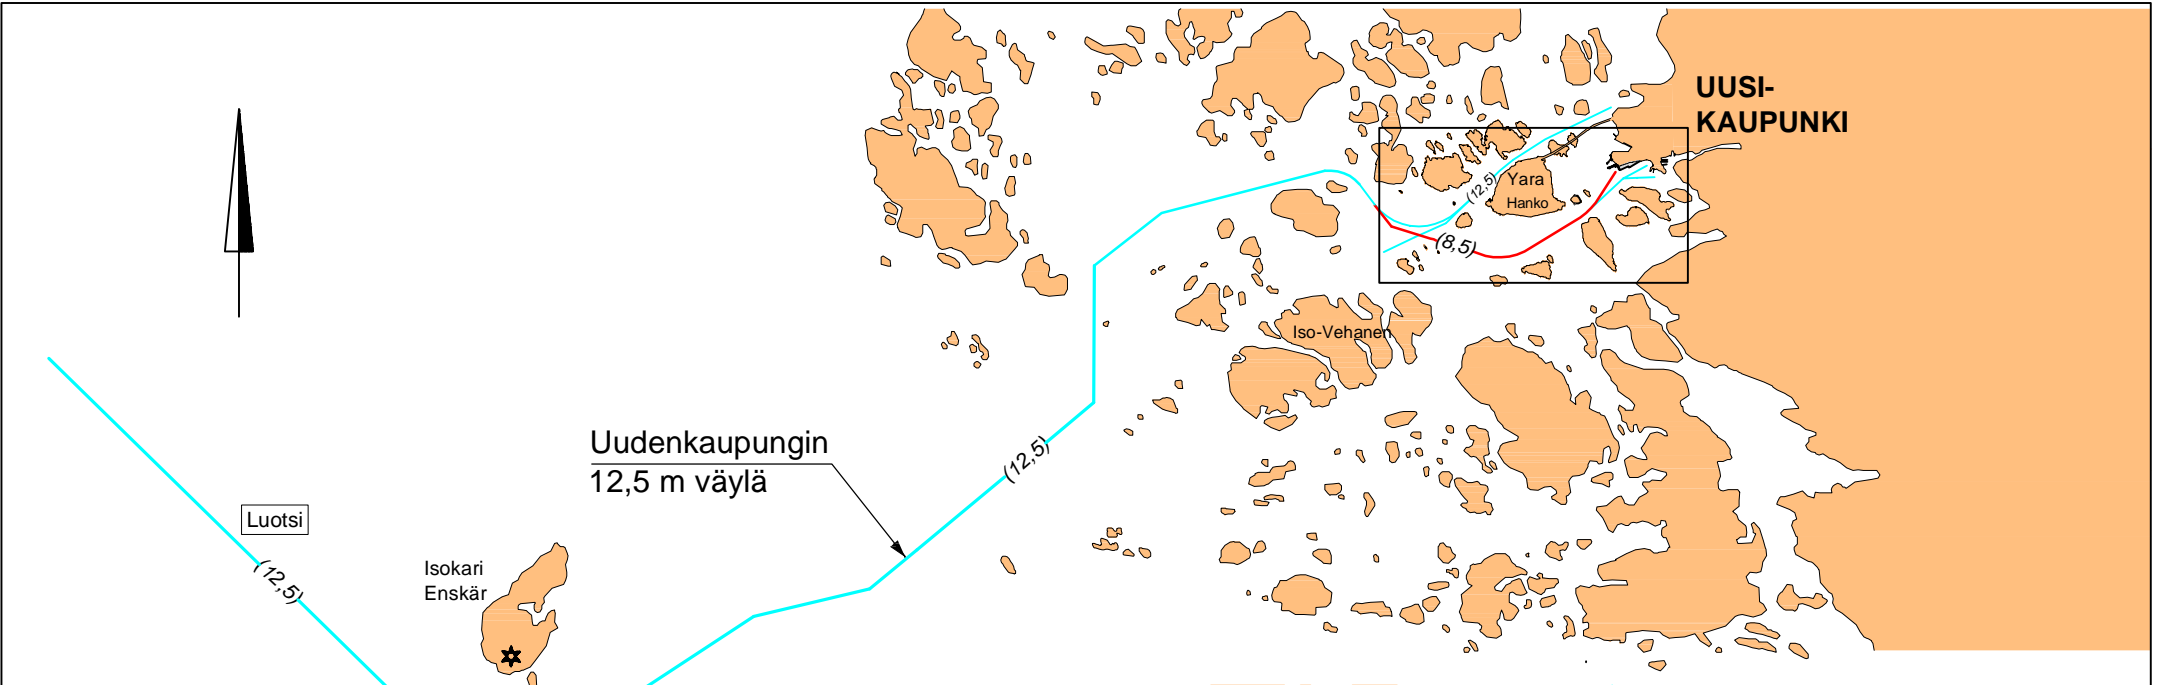 UUSI-
KAUPUNKI
Yara
Hanko
(12,5)
(8,5)
Iso-Vehanen
Uudenkaupungin
12,5 m väylä
(12,5)
Luotsi
(12,5)
Isokari
Enskär